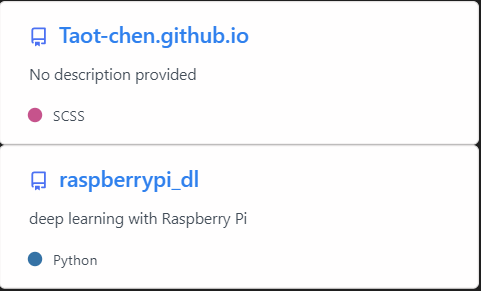 Taot-chen.github.io
No description provided
SCSS
raspberrypi_dl
deep learning with Raspberry Pi
Python